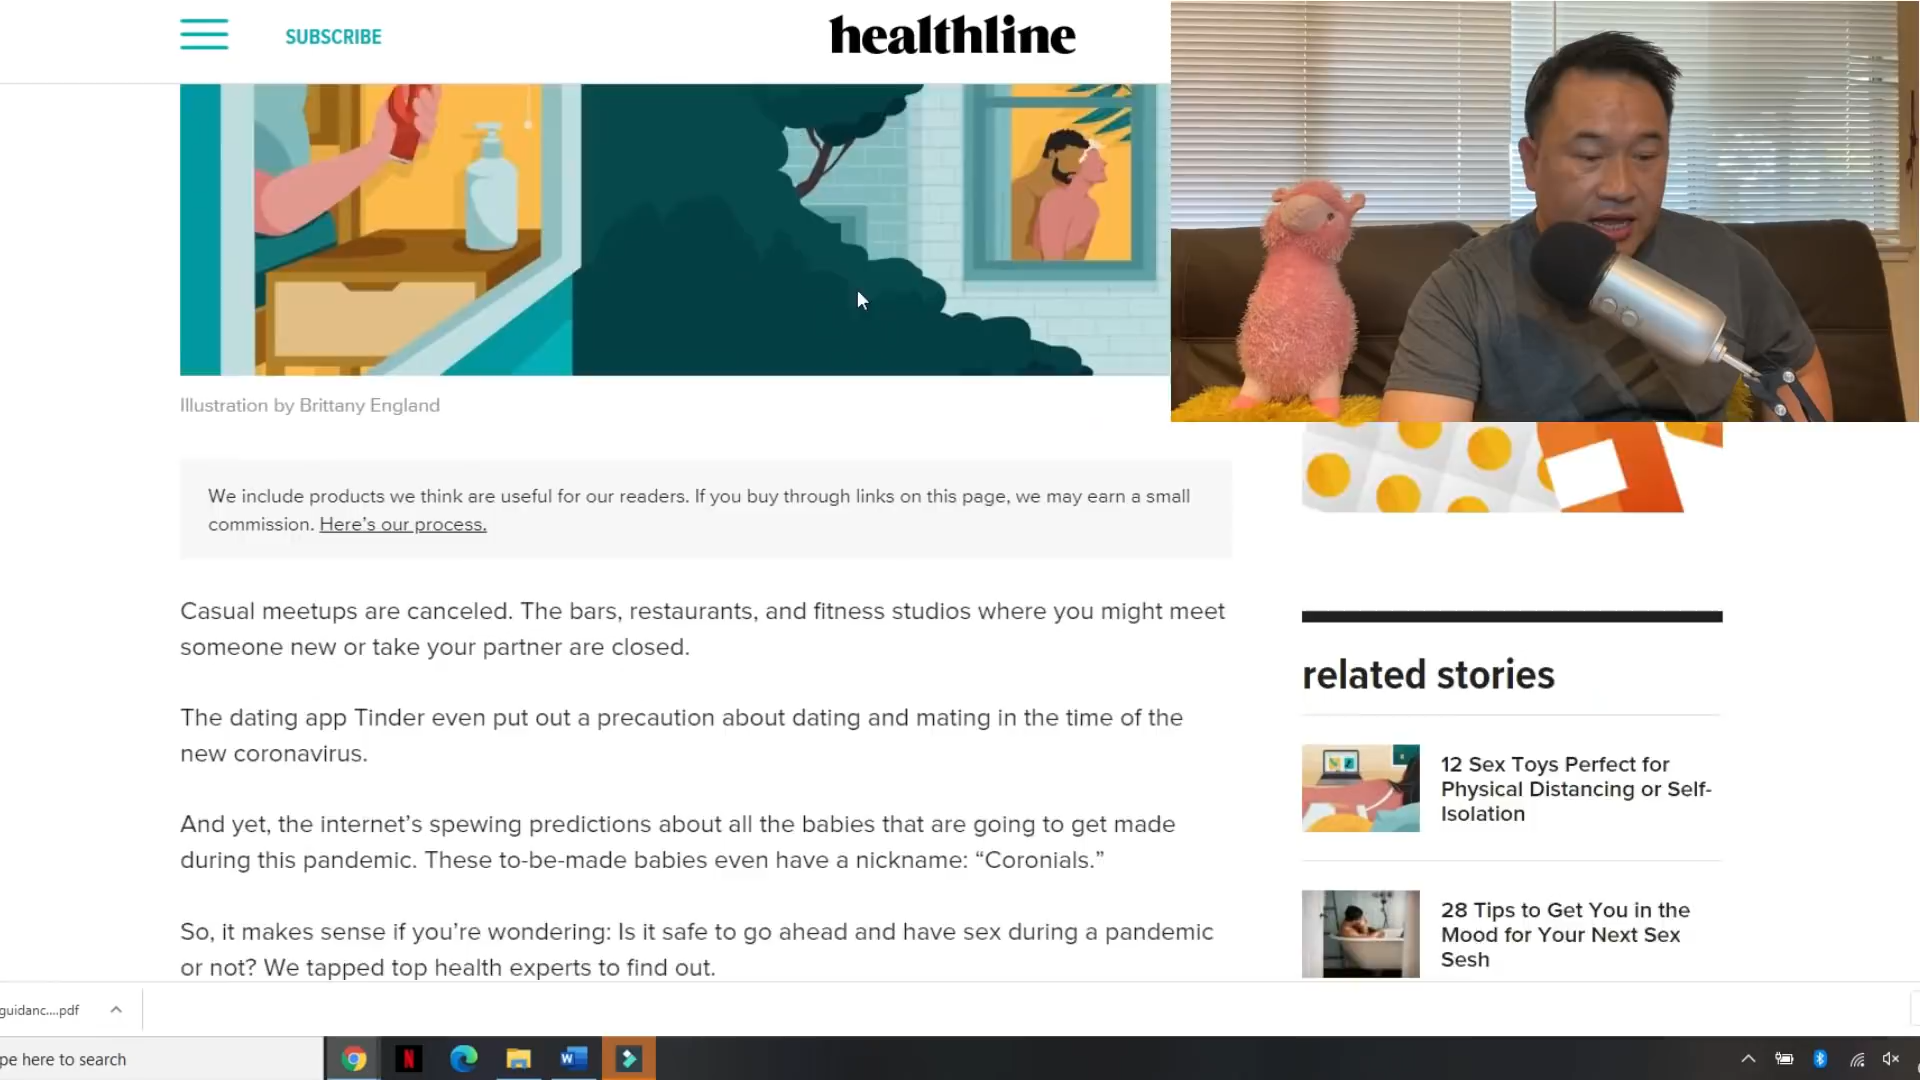 SUBSCRIBE
healthline
Illustration by Brittany England
We include products we think are useful for our readers. If you buy through links on this page, we may earn a small
commission. Here's our process.
Casual meetups are canceled. The bars, restaurants, and fitness studios where you might meet
someone new or take your partner are closed.
The dating app Tinder even put out a precaution about dating and mating in the time of the
new coronavirus.
And yet, the internet's spewing predictions about all the babies that are going to get made
during this pandemic. These to-be-made babies even have a nickname: “Coronials.”
So, it makes sense if you're wondering: Is it safe to go ahead and have sex during a pandemic
or not? We tapped top health experts to find out.
related stories
12 Sex Toys Perfect for
Physical Distancing or Self-
Isolation
28 Tips to Get You in the
Mood for Your Next Sex
Sesh
guidanc....pdf
pe here to search